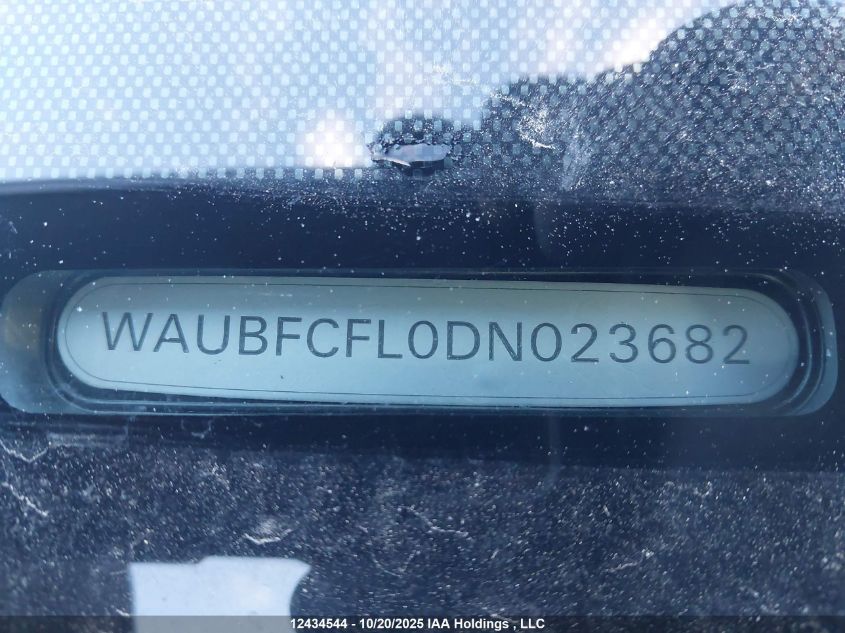 WAUBFCFL0DN023682
12434544 - 10/20/2025 IAA Holdings , LLC